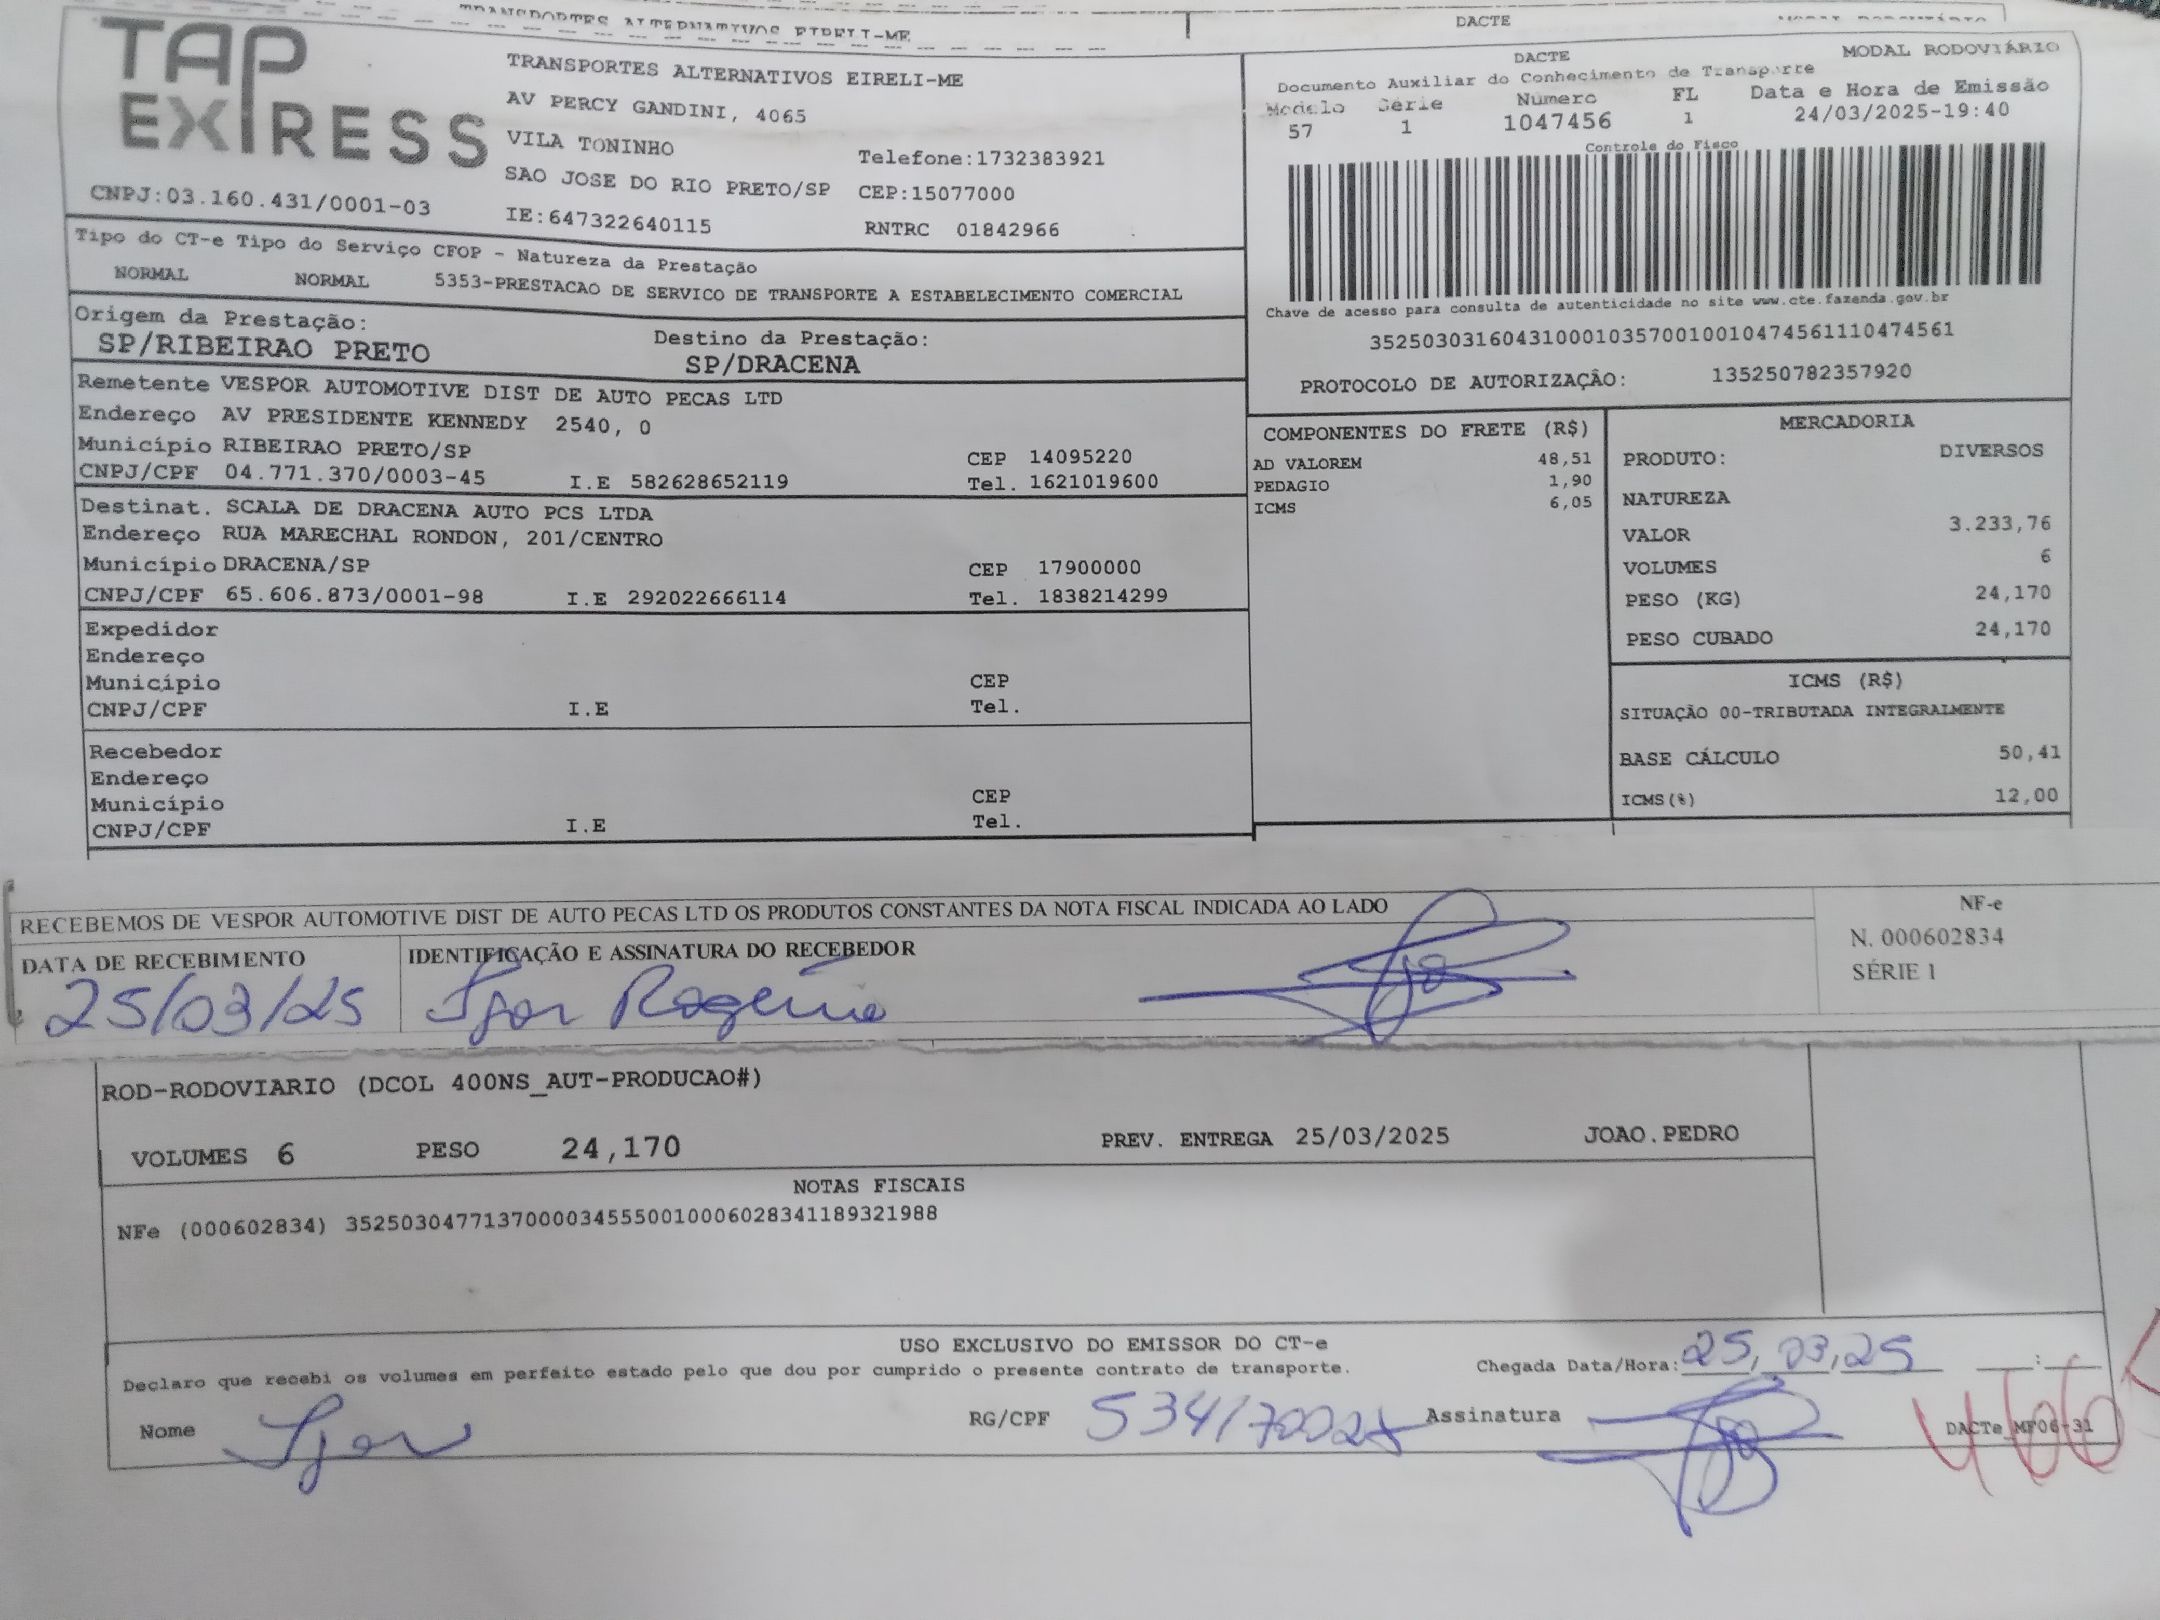 TRANSPORTES ALTERNATIVOS EIRELI-ME
DACTE
MODAL RODOVIÁRIO
TAP EXPRESS
CNPJ:03.160.431/0001-03
TRANSPORTES ALTERNATIVOS EIRELI-ME
AV PERCY GANDINI, 4065
VILA TONINHO
Telefone:1732383921
SAO JOSE DO RIO PRETO/SP CEP:15077000
IE:647322640115 RNTRC 01842966
DACTE MODAL RODOVIÁRIO
Documento Auxiliar do Conhecimento de Transporte
Modelo Série Número FL Data e Hora de Emissão
57 1 1047456 1 24/03/2025-19:40
Controle do Fisco
Chave de acesso para consulta de autenticidade no site www.cte.fazenda.gov.br
35250303160431000103570010010474561110474561
PROTOCOLO DE AUTORIZAÇÃO: 135250782357920
Tipo do CT-e Tipo do Serviço CFOP - Natureza da Prestação
NORMAL NORMAL 5353-PRESTACAO DE SERVICO DE TRANSPORTE A ESTABELECIMENTO COMERCIAL
Origem da Prestação: Destino da Prestação:
SP/RIBEIRAO PRETO SP/DRACENA
Remetente VESPOR AUTOMOTIVE DIST DE AUTO PECAS LTD
Endereço AV PRESIDENTE KENNEDY 2540, 0
Município RIBEIRAO PRETO/SP CEP 14095220
CNPJ/CPF 04.771.370/0003-45 I.E 582628652119 Tel. 1621019600
Destinat. SCALA DE DRACENA AUTO PCS LTDA
Endereço RUA MARECHAL RONDON, 201/CENTRO
Município DRACENA/SP CEP 17900000
CNPJ/CPF 65.606.873/0001-98 I.E 292022666114 Tel. 1838214299
Expedidor
Endereço
Município CEP
CNPJ/CPF I.E Tel.
Recebedor
Endereço
Município CEP
CNPJ/CPF I.E Tel.
COMPONENTES DO FRETE (R$)
AD VALOREM 48,51
PEDAGIO 1,90
ICMS 6,05
MERCADORIA
PRODUTO: DIVERSOS
NATUREZA
VALOR 3.233,76
VOLUMES 6
PESO (KG) 24,170
PESO CUBADO 24,170
ICMS (R$)
SITUAÇÃO 00-TRIBUTADA INTEGRALMENTE
BASE CÁLCULO 50,41
ICMS(%) 12,00
RECEBEMOS DE VESPOR AUTOMOTIVE DIST DE AUTO PECAS LTD OS PRODUTOS CONSTANTES DA NOTA FISCAL INDICADA AO LADO
DATA DE RECEBIMENTO IDENTIFICAÇÃO E ASSINATURA DO RECEBEDOR
25/03/25 Igor Rogério
NF-e
N. 000602834
SÉRIE 1
ROD-RODOVIARIO (DCOL 400NS_AUT-PRODUCAO#)
VOLUMES 6 PESO 24,170 PREV. ENTREGA 25/03/2025 JOAO.PEDRO
NOTAS FISCAIS
NFe (000602834) 35250304771370000345550010006028341189321988
USO EXCLUSIVO DO EMISSOR DO CT-e
Declaro que recebi os volumes em perfeito estado pelo que dou por cumprido o presente contrato de transporte. Chegada Data/Hora: 25/03/25 :
Nome Igor RG/CPF Assinatura
DACTe_MF06-31